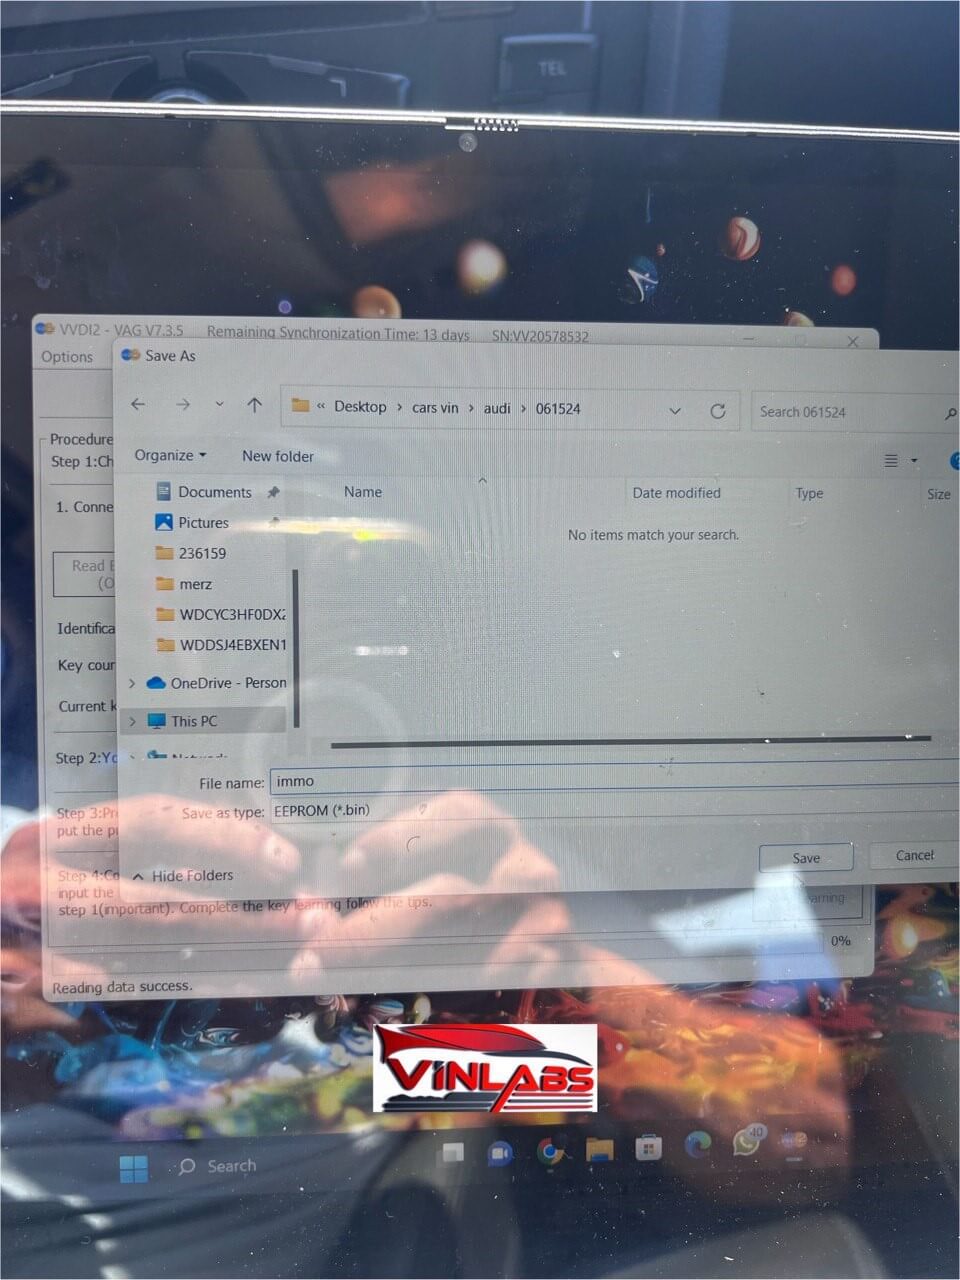 TEL
VVDI2 - VAG V7.3.5 Remaining Synchronization Time: 13 days SN:VV20578532
Options
Save As
« Desktop > cars vin > audi > 061524
Search 061524
Procedure
Organize
New folder
Step 1:Ch
Documents
Name
Date modified
Type
Size
1. Conne
Pictures
No items match your search.
236159
Read E
(O
merz
WDCYC3HF0DX2
Identifica
WDDSJ4EBXEN1
Key cour
OneDrive - Person
Current k
This PC
Step 2:Yo
File name: immo
Step 3:Pr
Save as type: EEPROM (*.bin)
put the pr
Save
Cancel
Step 4:Co
Hide Folders
input the
arning
step 1(important). Complete the key learning follow the tips.
0%
Reading data success.
VINLABS
40
Search